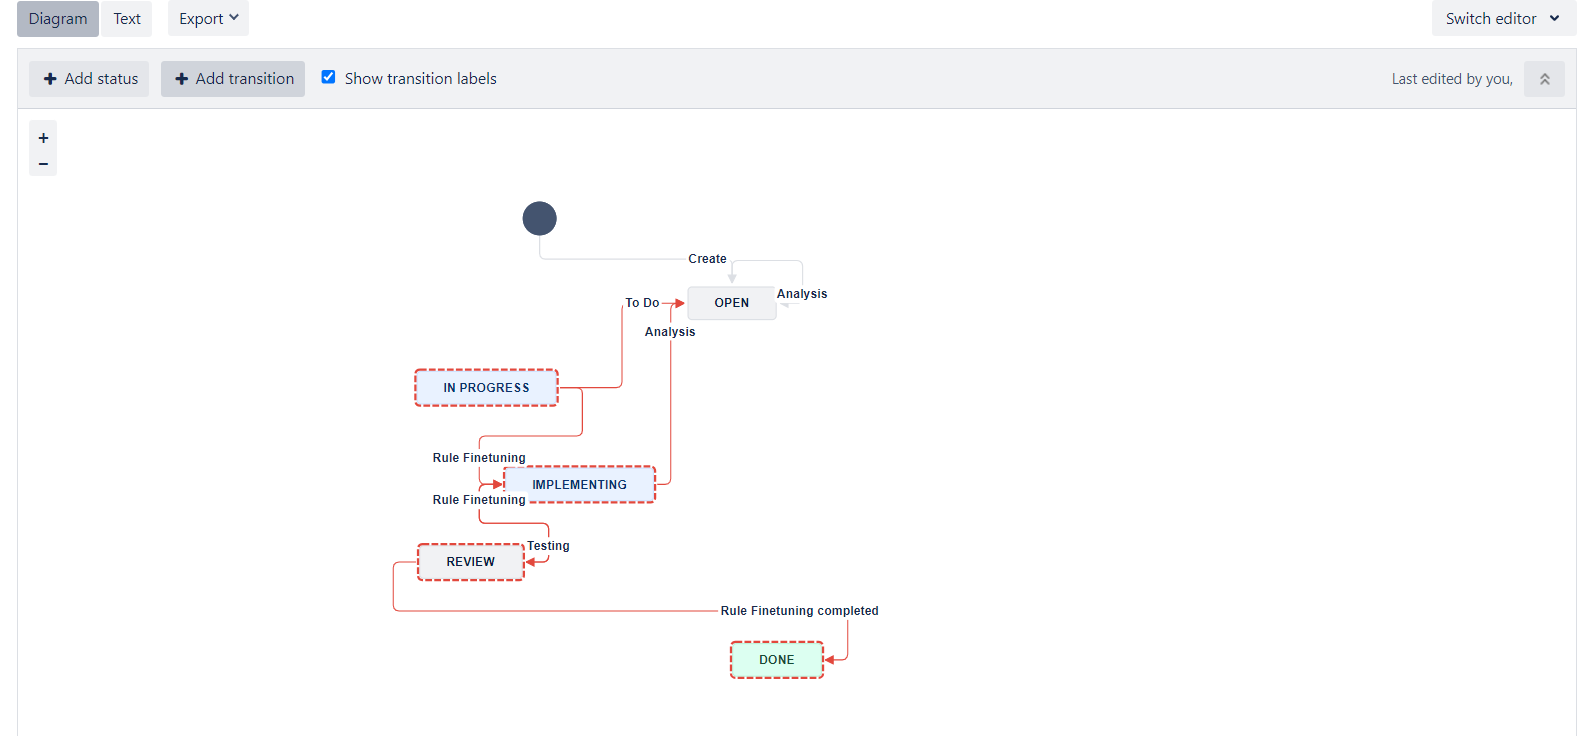 Diagram Text Export Switch editor
Add status Add transition Show transition labels Last edited by you,
+
−
Create
Analysis
To Do OPEN
Analysis
IN PROGRESS
Rule Finetuning
IMPLEMENTING
Rule Finetuning
Testing
REVIEW
Rule Finetuning completed
DONE